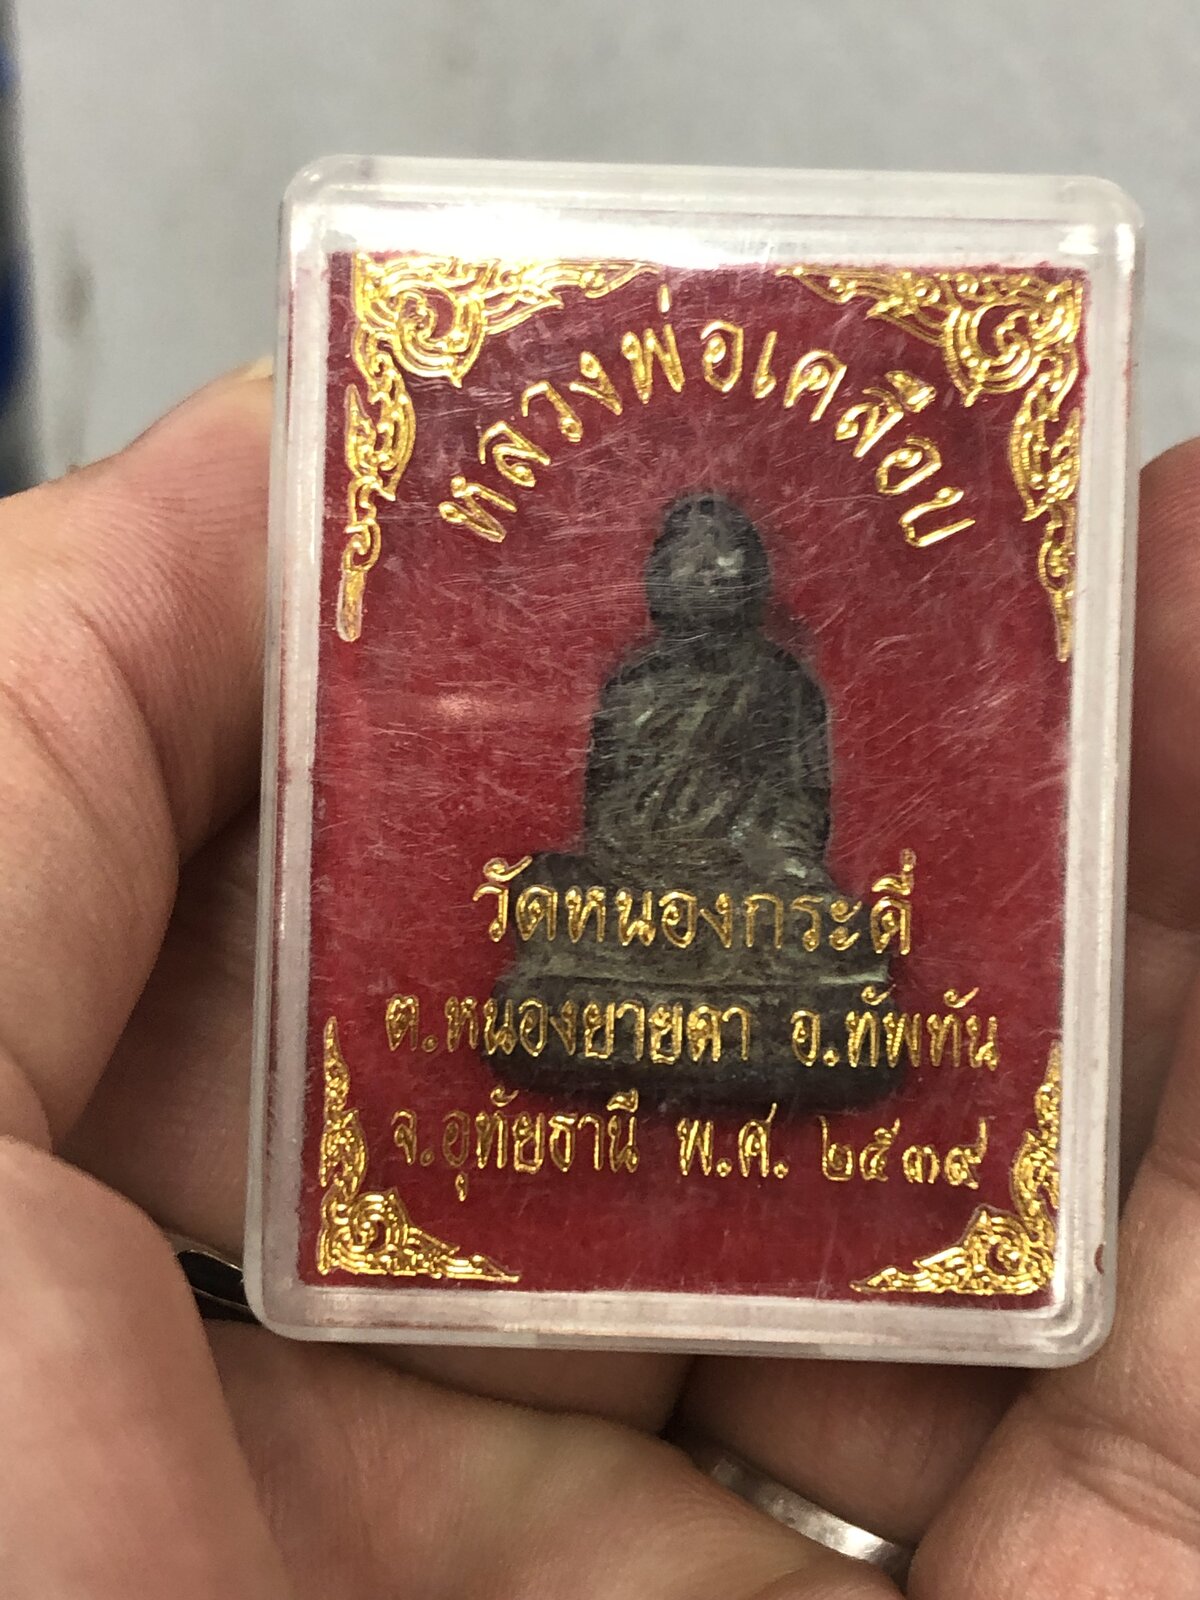 หลวงพ่อเคลือบ
วัดหนองกระดี่
ต.หนองยายดา อ.ทัพทัน
จ.อุทัยธานี พ.ศ. ๒๕๓๙